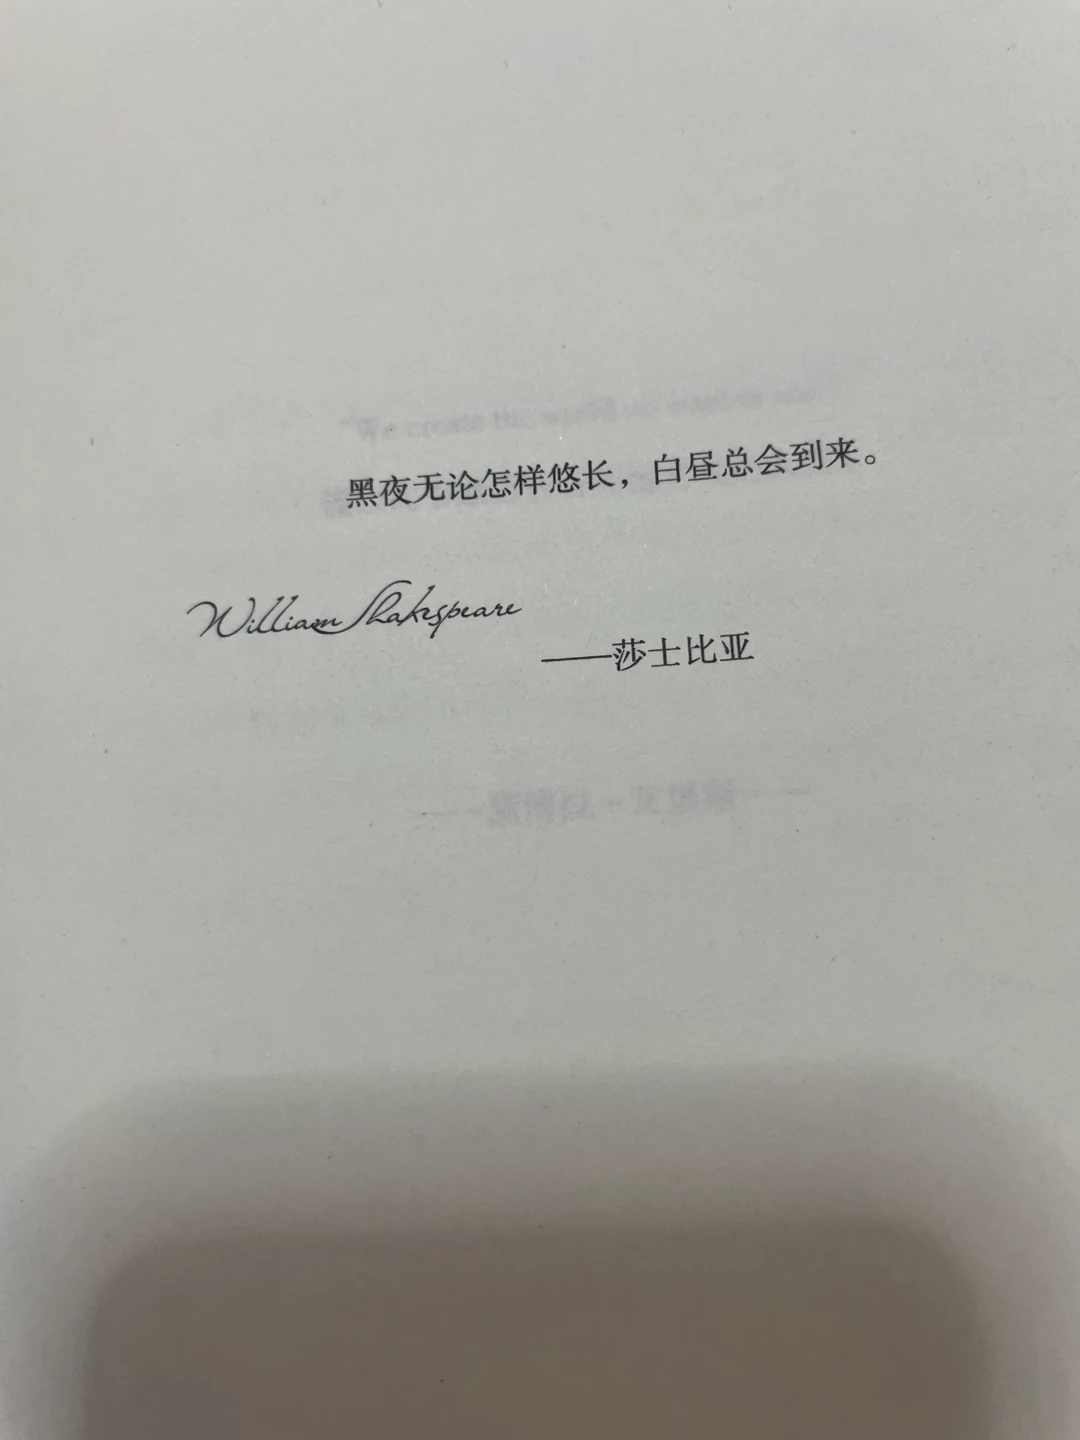 黑夜无论怎样悠长，白昼总会到来。
William Shakespeare
——莎士比亚